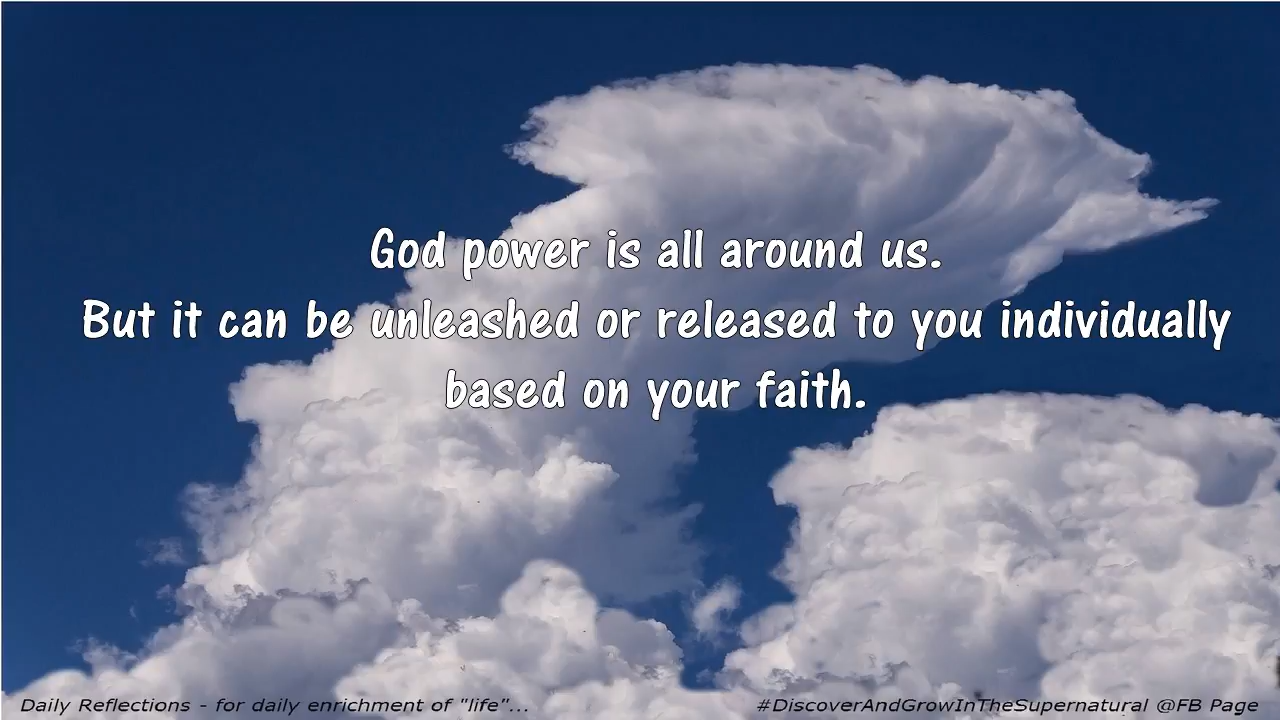 God power is all around us.
But it can be unleashed or released to you individually
based on your faith.
Daily Reflections - for daily enrichment of "life"...
#DiscoverAndGrowInTheSupernatural @FB Page